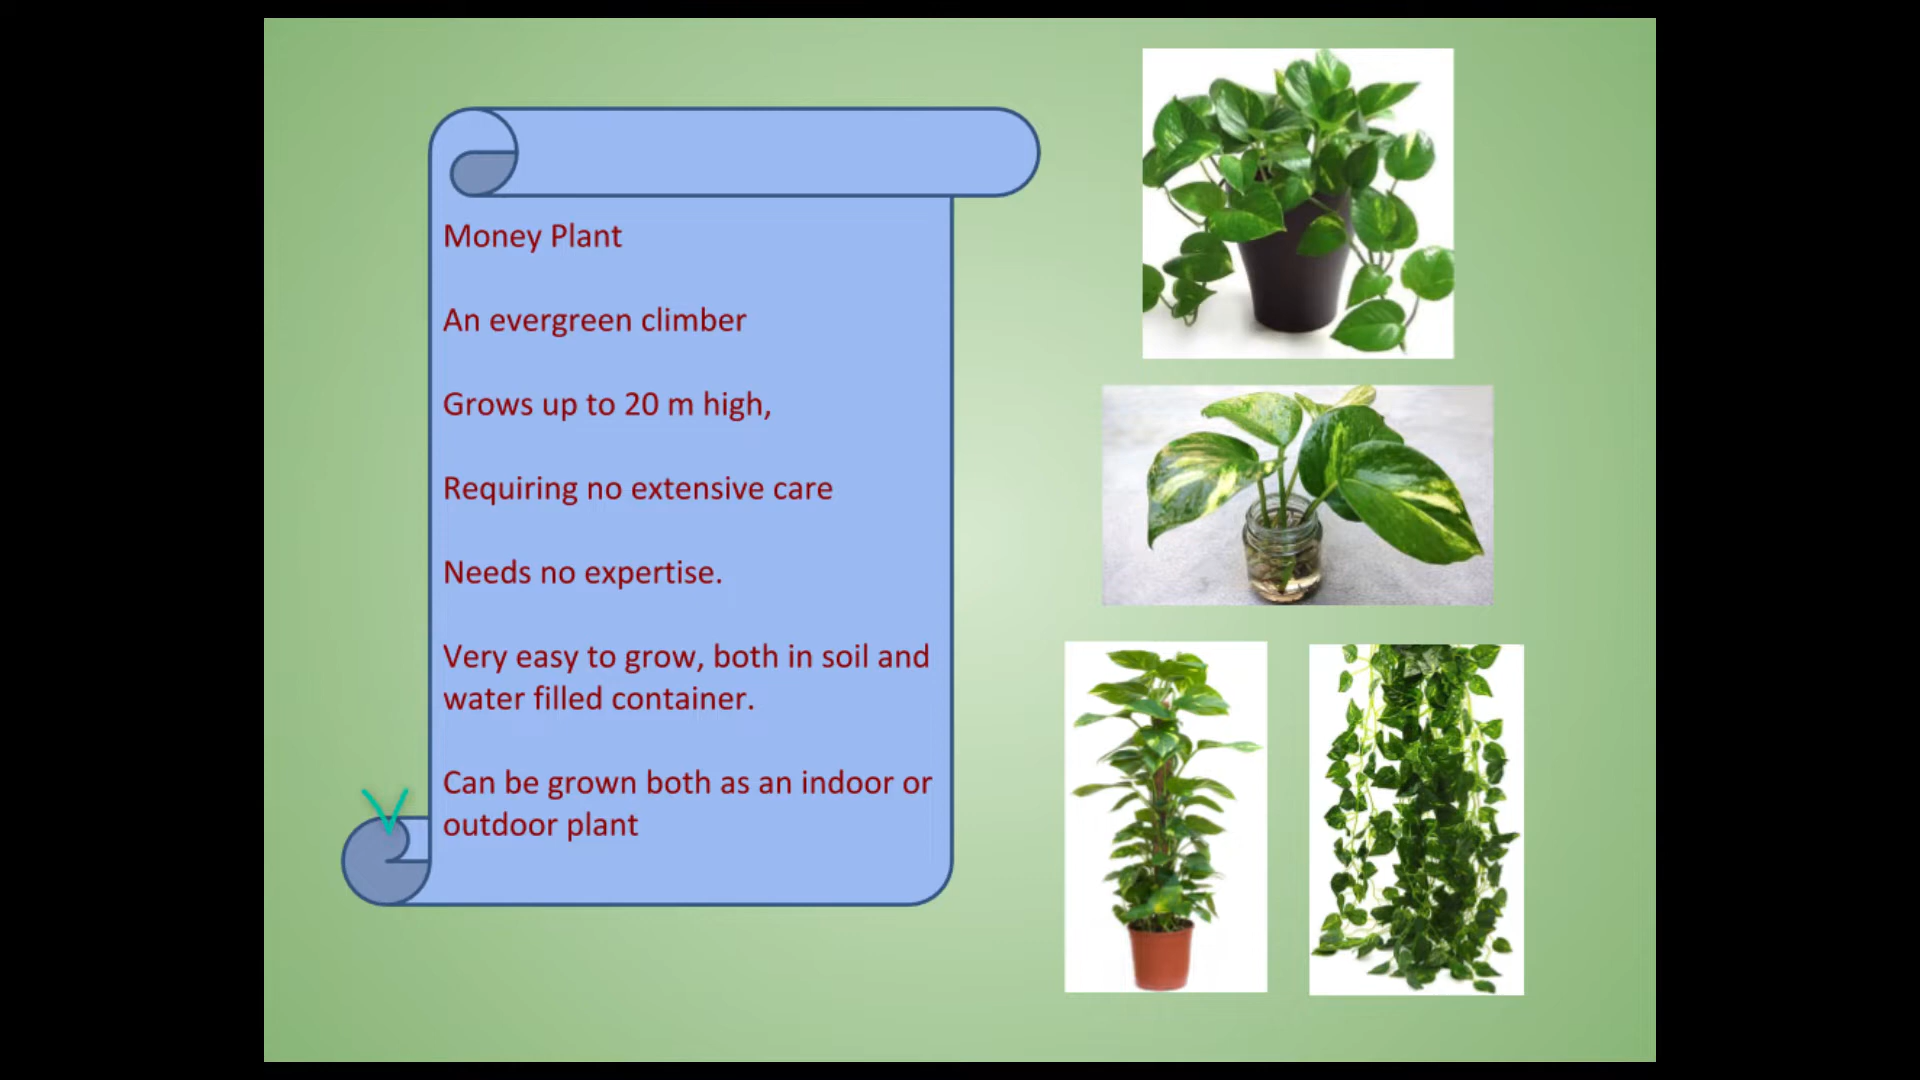 Money Plant
An evergreen climber
Grows up to 20 m high,
Requiring no extensive care
Needs no expertise.
Very easy to grow, both in soil and
water filled container.
Can be grown both as an indoor or
outdoor plant